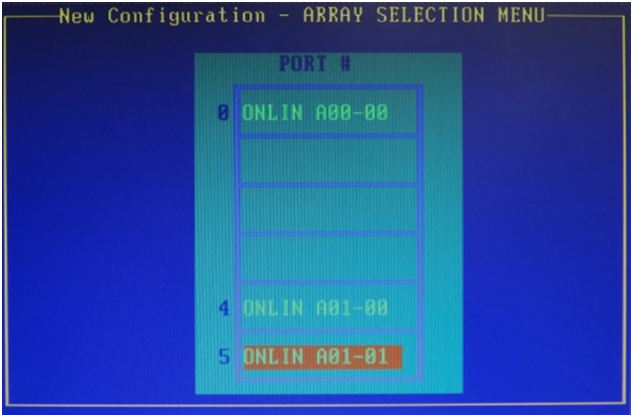 New Configuration - ARRAY SELECTION MENU
PORT #
0 ONLIN A00-00
4 ONLIN A01-00
5 ONLIN A01-01